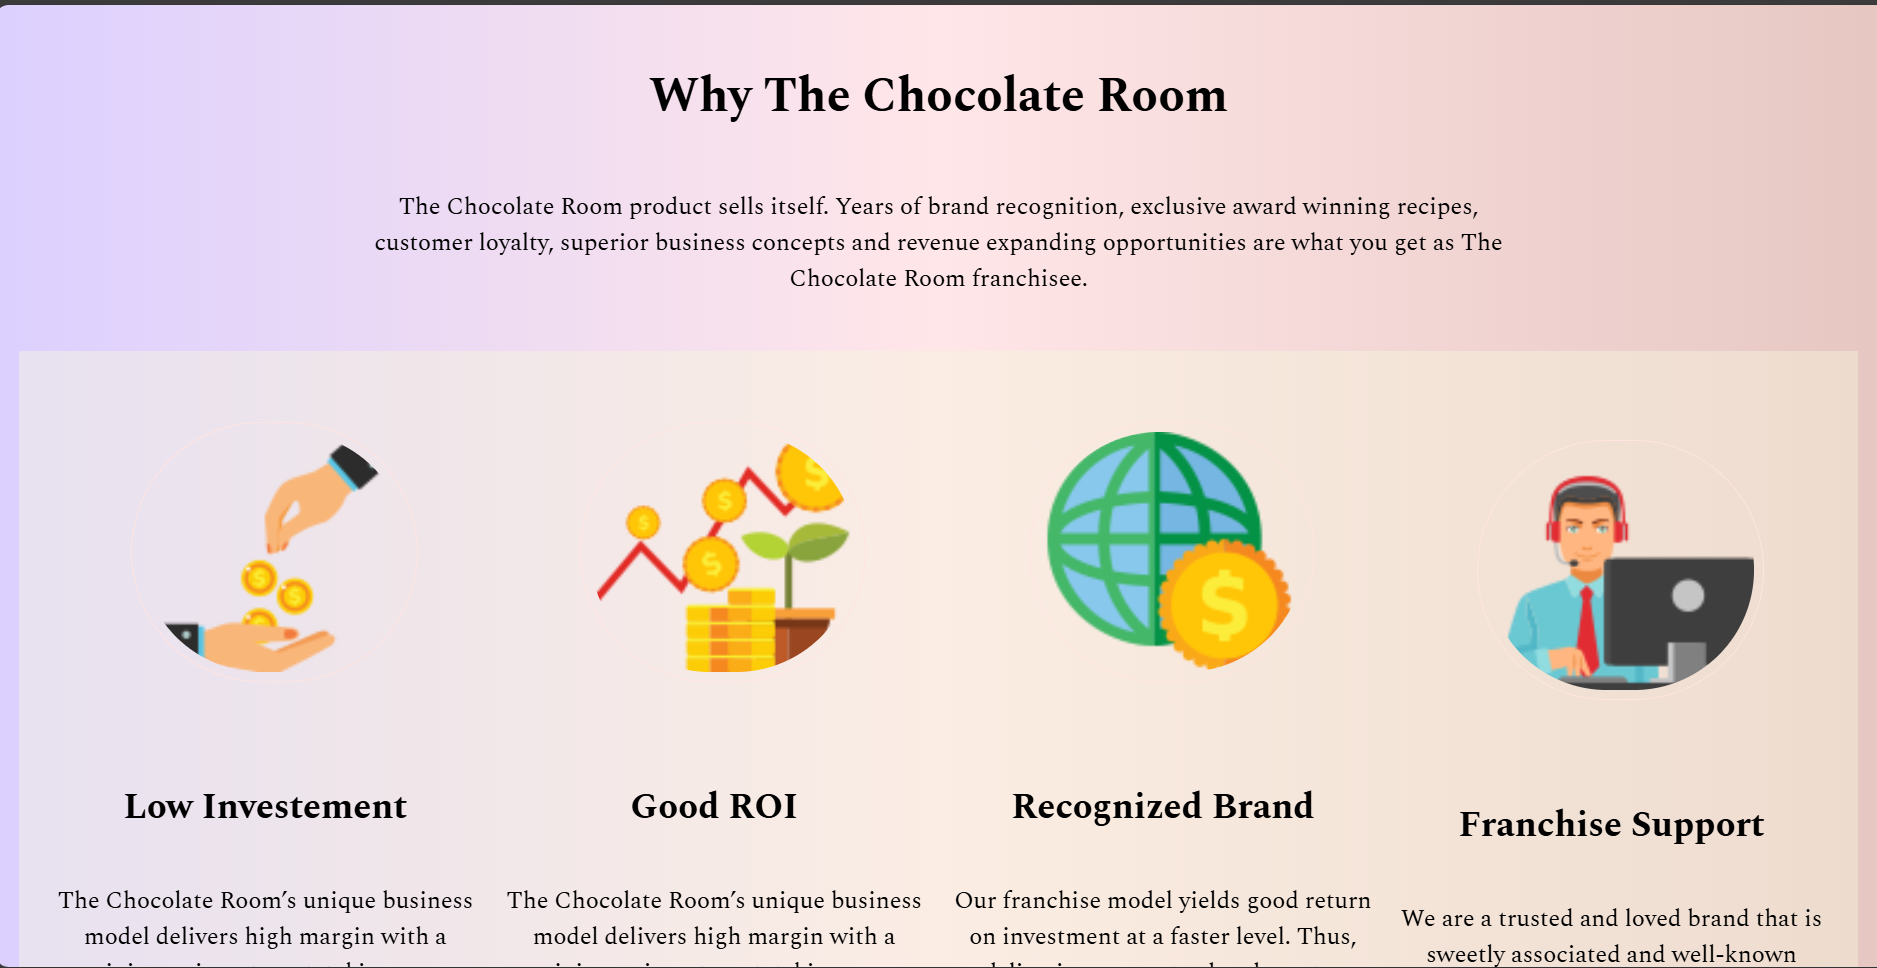 Why The Chocolate Room
The Chocolate Room product sells itself. Years of brand recognition, exclusive award winning recipes,
customer loyalty, superior business concepts and revenue expanding opportunities are what you get as The
Chocolate Room franchisee.
Low Investement
The Chocolate Room’s unique business
model delivers high margin with a
Good ROI
The Chocolate Room’s unique business
model delivers high margin with a
Recognized Brand
Our franchise model yields good return
on investment at a faster level. Thus,
Franchise Support
We are a trusted and loved brand that is
sweetly associated and well-known